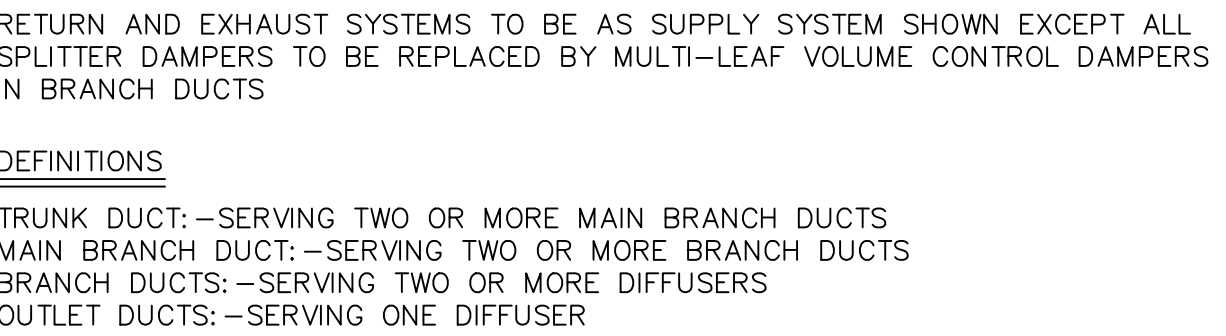 RETURN AND EXHAUST SYSTEMS TO BE AS SUPPLY SYSTEM SHOWN EXCEPT ALL
SPLITTER DAMPERS TO BE REPLACED BY MULTI-LEAF VOLUME CONTROL DAMPERS
IN BRANCH DUCTS
DEFINITIONS
TRUNK DUCT:-SERVING TWO OR MORE MAIN BRANCH DUCTS
MAIN BRANCH DUCT:-SERVING TWO OR MORE BRANCH DUCTS
BRANCH DUCTS:-SERVING TWO OR MORE DIFFUSERS
OUTLET DUCTS:-SERVING ONE DIFFUSER